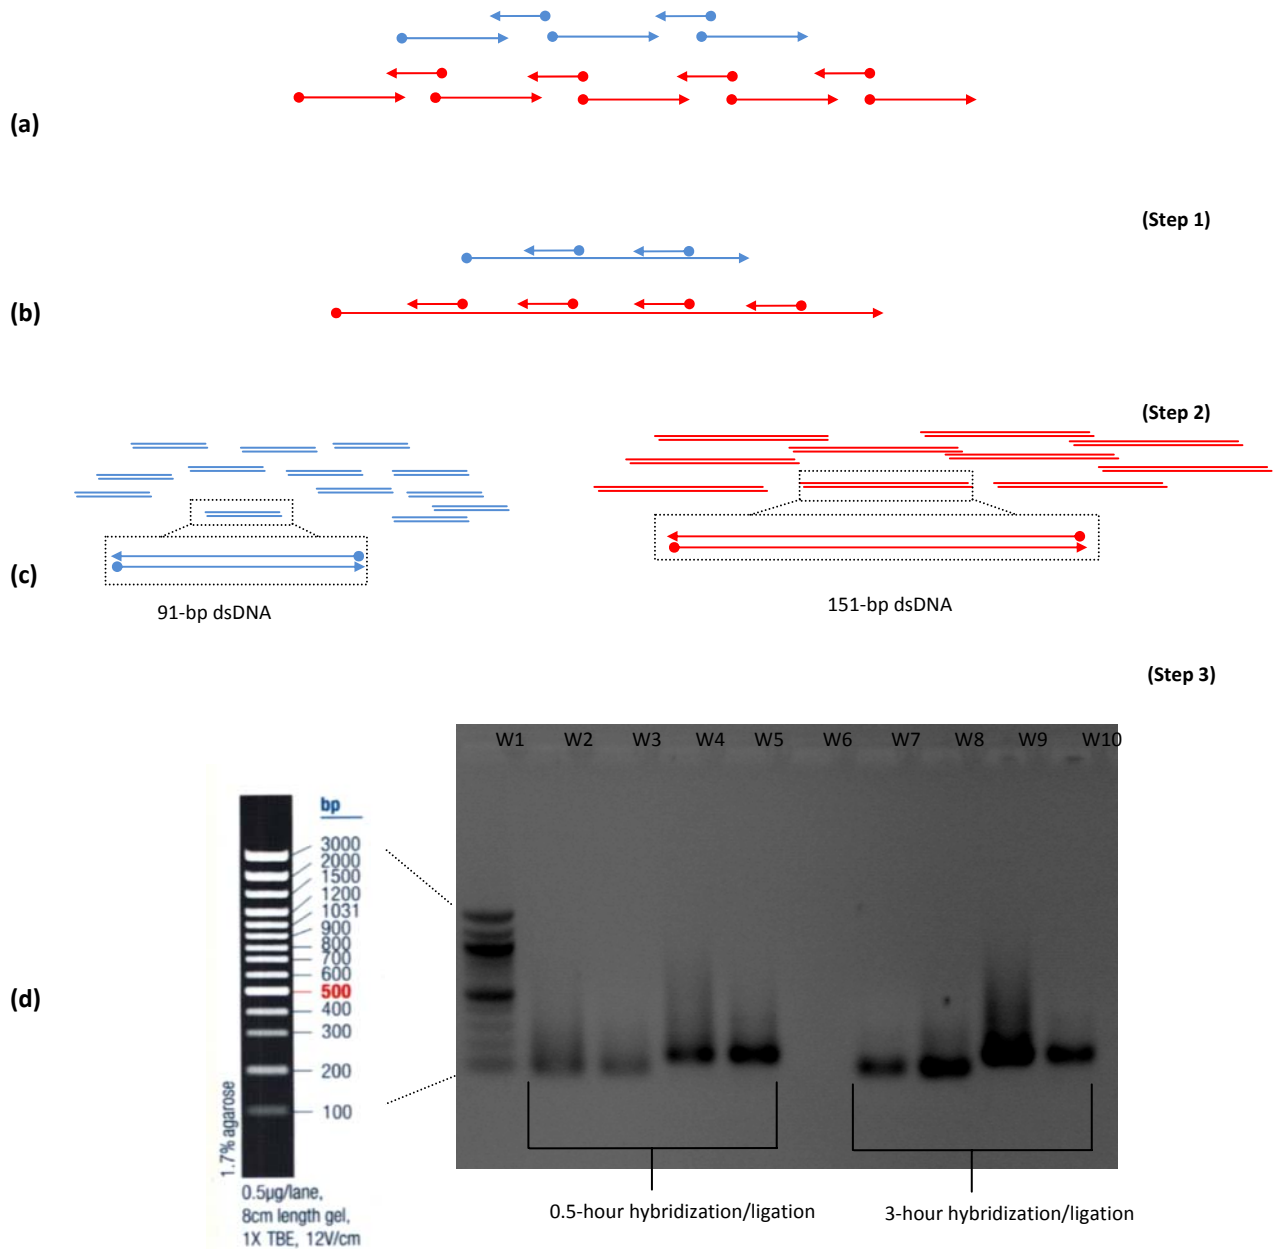 (a)
(Step 1)
(b)
(Step 2)
(c)
91-bp dsDNA
151-bp dsDNA
(Step 3)
W1 W2 W3 W4 W5 W6 W7 W8 W9 W10
bp
3000
2000
1500
1200
1031
900
800
700
600
500
400
300
200
100
(d)
1.7% agarose
0.5µg/lane,
8cm length gel,
1X TBE, 12V/cm
0.5-hour hybridization/ligation
3-hour hybridization/ligation